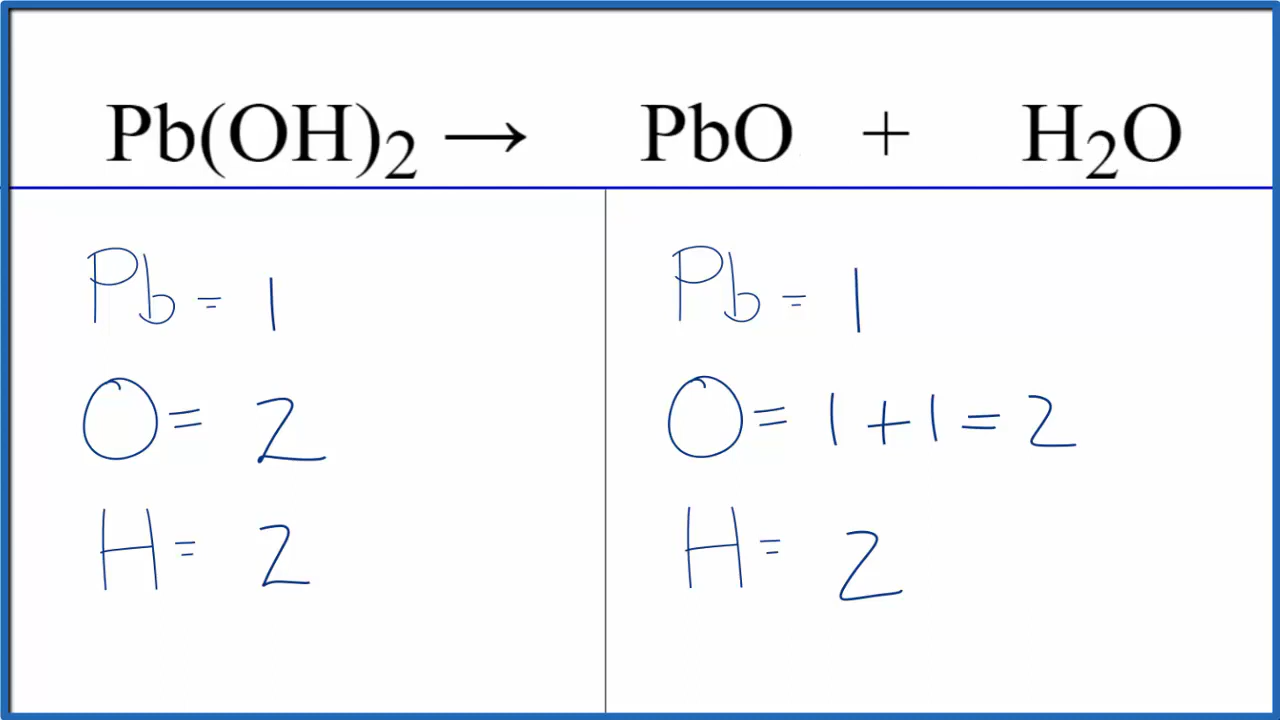 Pb(OH)₂ → PbO + H₂O
Pb = 1
O = 2
H = 2
Pb = 1
O = 1 + 1 = 2
H = 2